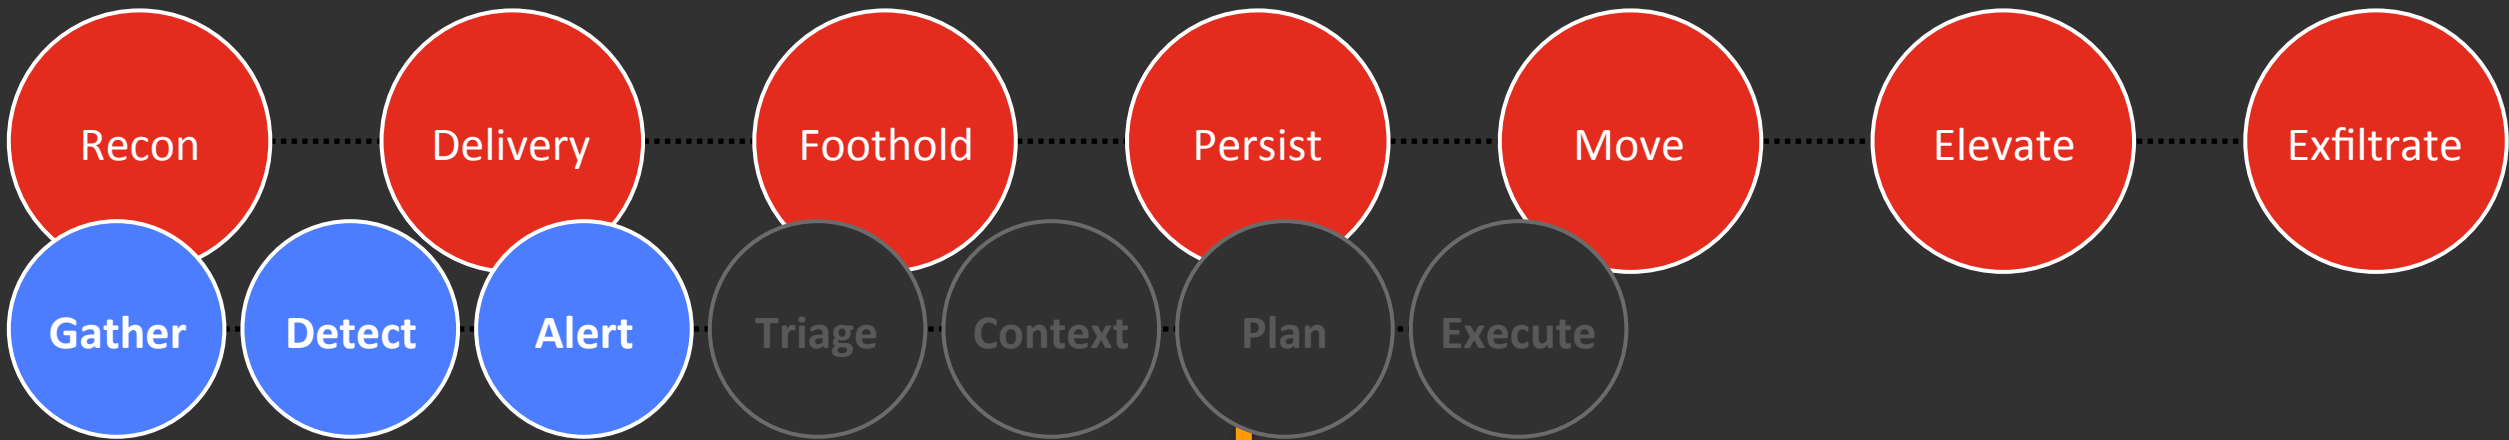 Recon Delivery Foothold Persist Move Elevate Exfiltrate
Gather Detect Alert Triage Context Plan Execute